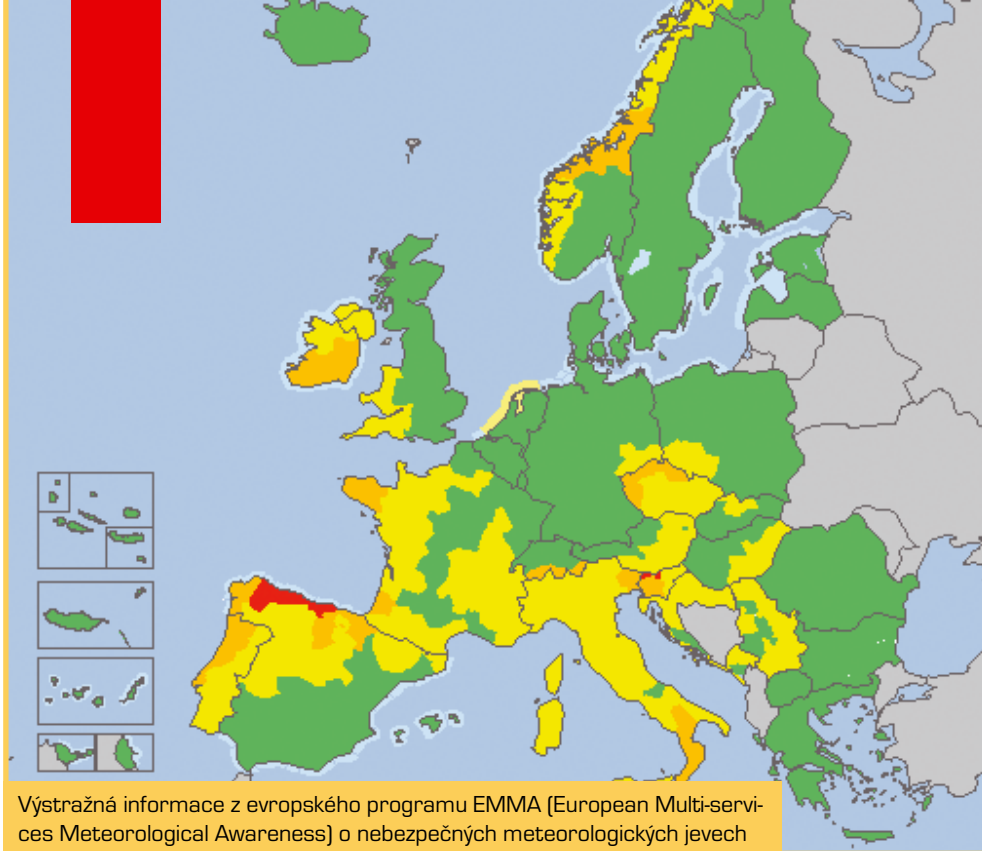 Výstražná informace z evropského programu EMMA (European Multi-servi-
ces Meteorological Awareness) o nebezpečných meteorologických jevech